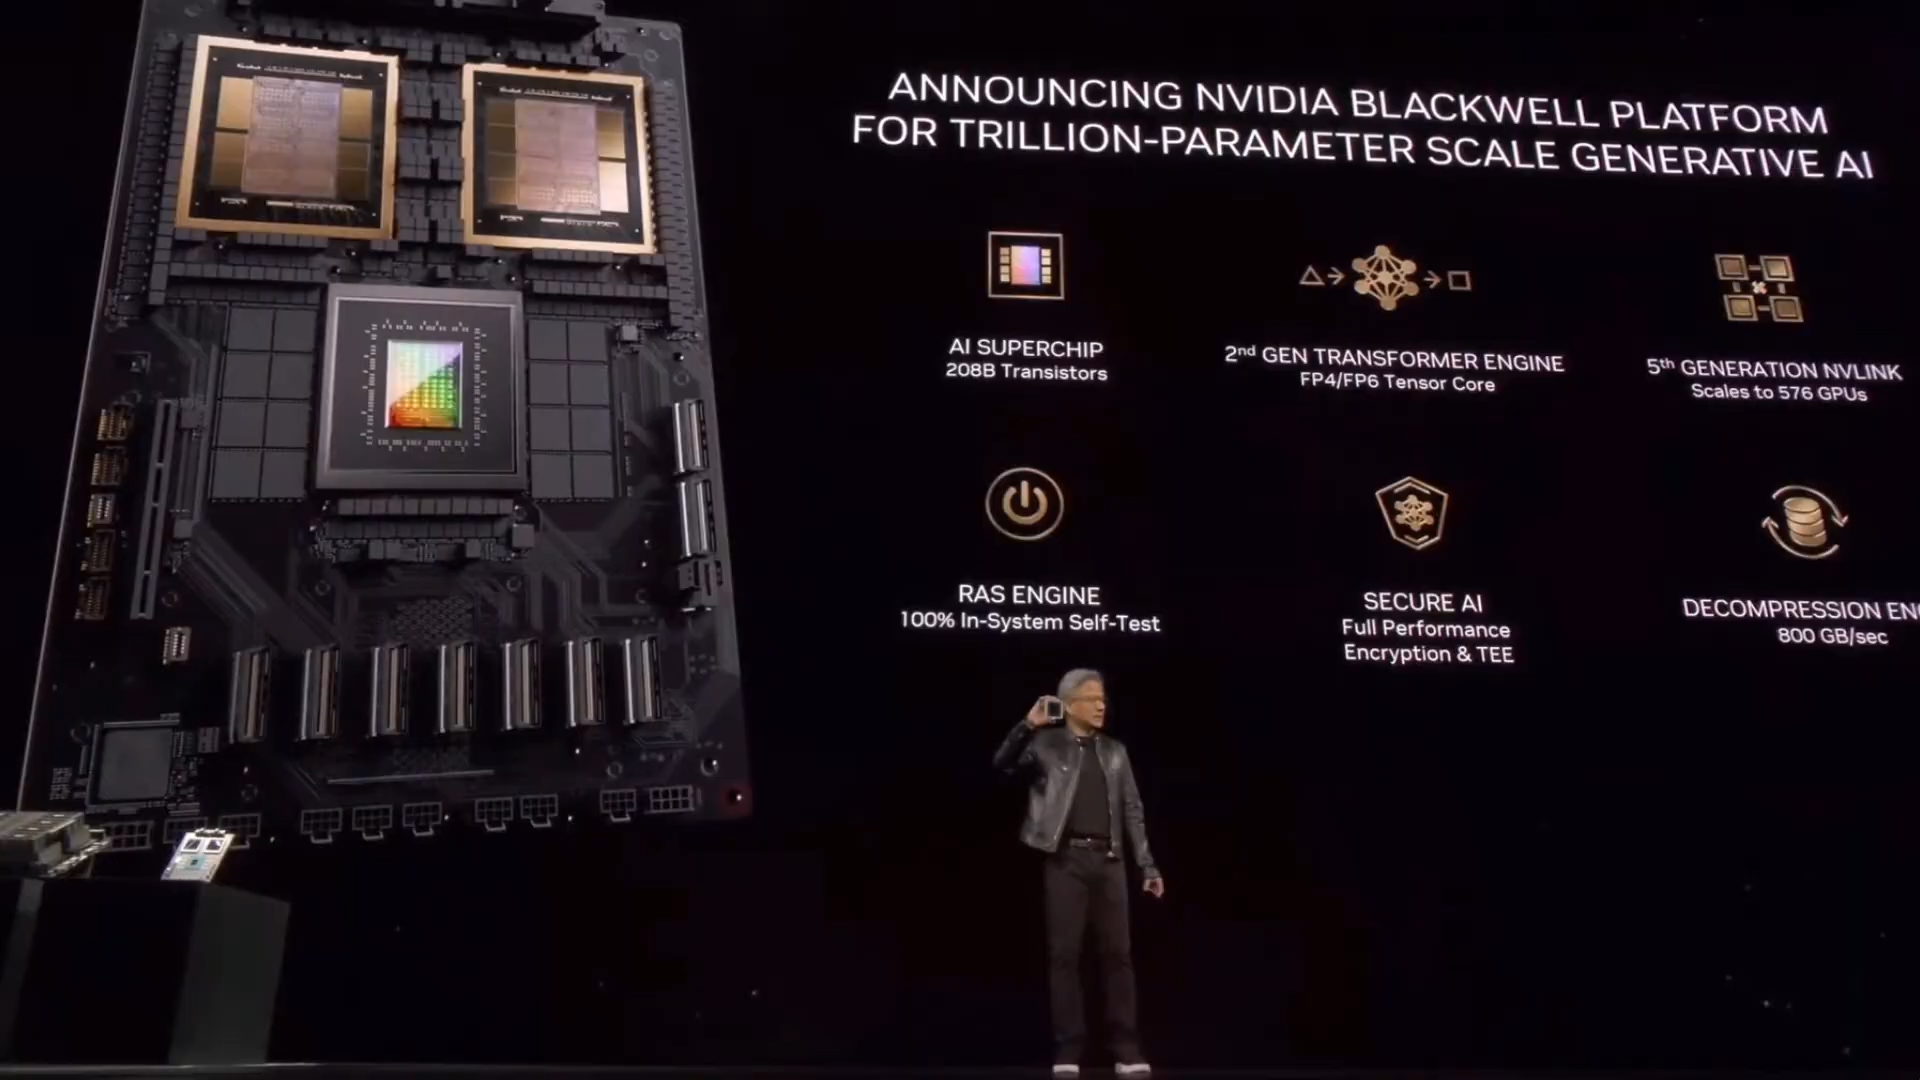 ANNOUNCING NVIDIA BLACKWELL PLATFORM
FOR TRILLION-PARAMETER SCALE GENERATIVE AI
AI SUPERCHIP
208B Transistors
2nd GEN TRANSFORMER ENGINE
FP4/FP6 Tensor Core
5th GENERATION NVLINK
Scales to 576 GPUs
RAS ENGINE
100% In-System Self-Test
SECURE AI
Full Performance
Encryption & TEE
DECOMPRESSION
800 GB/sec